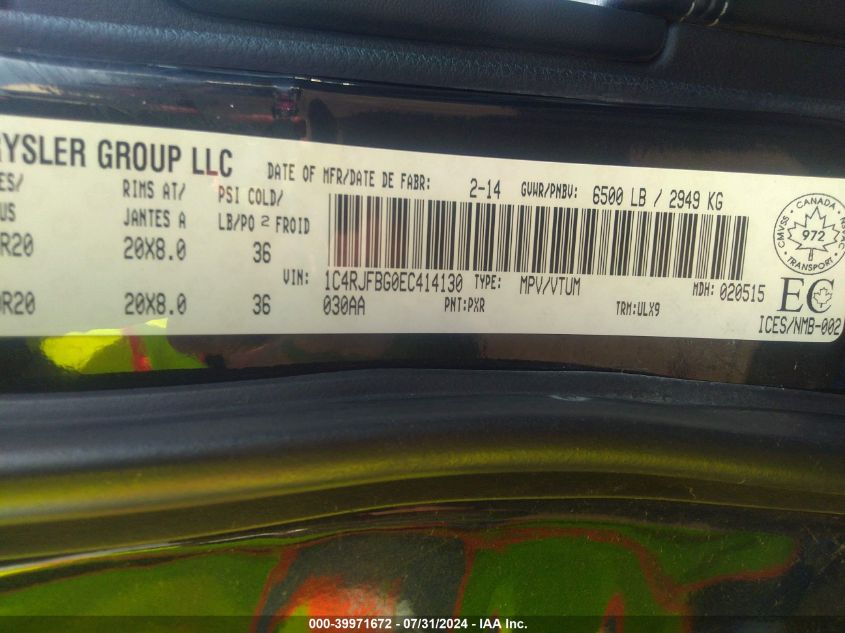 RYSLER GROUP LLC
DATE OF MFR/DATE DE FABR: 2-14 GVWR/PNBV: 6500 LB / 2949 KG
RIMS AT/ PSI COLD/
JANTES A LB/PO 2 FROID
R20 20X8.0 36
VIN: 1C4RJFBG0EC414130 TYPE: MPV/VTUM MDH: 020515
R20 20X8.0 36 030AA PNT:PXR TRM:ULX9
CANADA
CMVSS NSVAC
972
TRANSPORT
EC
ICES/NMB-002
000-39971672 - 07/31/2024 - IAA Inc.